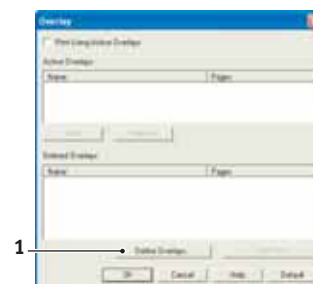 Overlay
Print Using Active Overlays
Active Overlays:
Name Pages
Defined Overlays:
Name Pages
1
Define Overlays...
OK Cancel Help Default